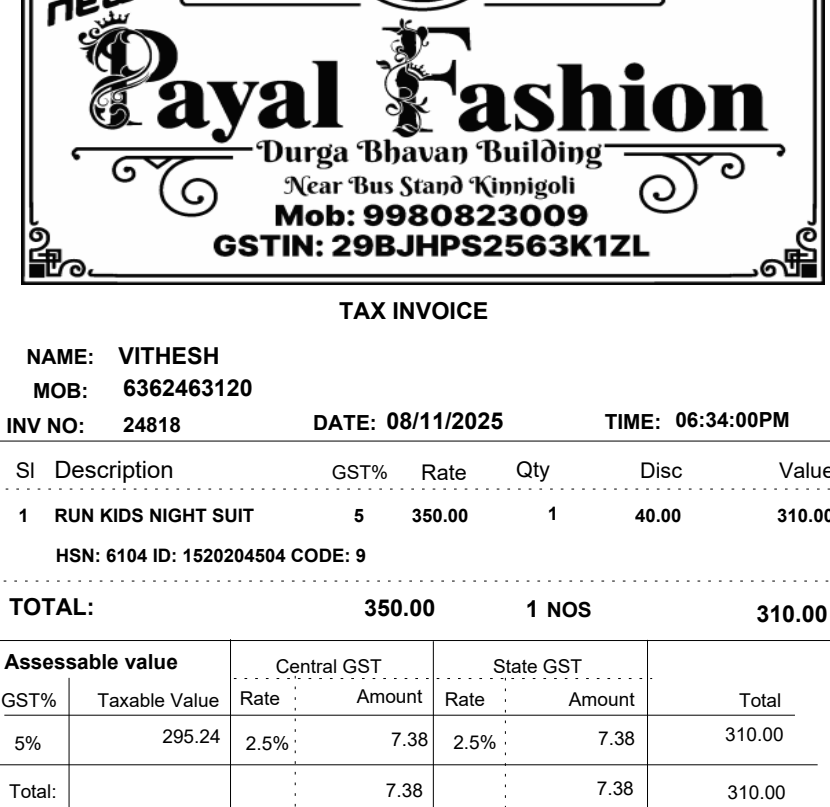 new
Payal Fashion
Durga Bhavan Building
Near Bus Stand Kinnigoli
Mob: 9980823009
GSTIN: 29BJHPS2563K1ZL
TAX INVOICE
NAME: VITHESH
MOB: 6362463120
INV NO: 24818 DATE: 08/11/2025 TIME: 06:34:00PM
Sl Description GST% Rate Qty Disc Value
1 RUN KIDS NIGHT SUIT 5 350.00 1 40.00 310.00
HSN: 6104 ID: 1520204504 CODE: 9
TOTAL: 350.00 1 NOS 310.00
Assessable value Central GST State GST
GST% Taxable Value Rate Amount Rate Amount Total
5% 295.24 2.5% 7.38 2.5% 7.38 310.00
Total: 7.38 7.38 310.00